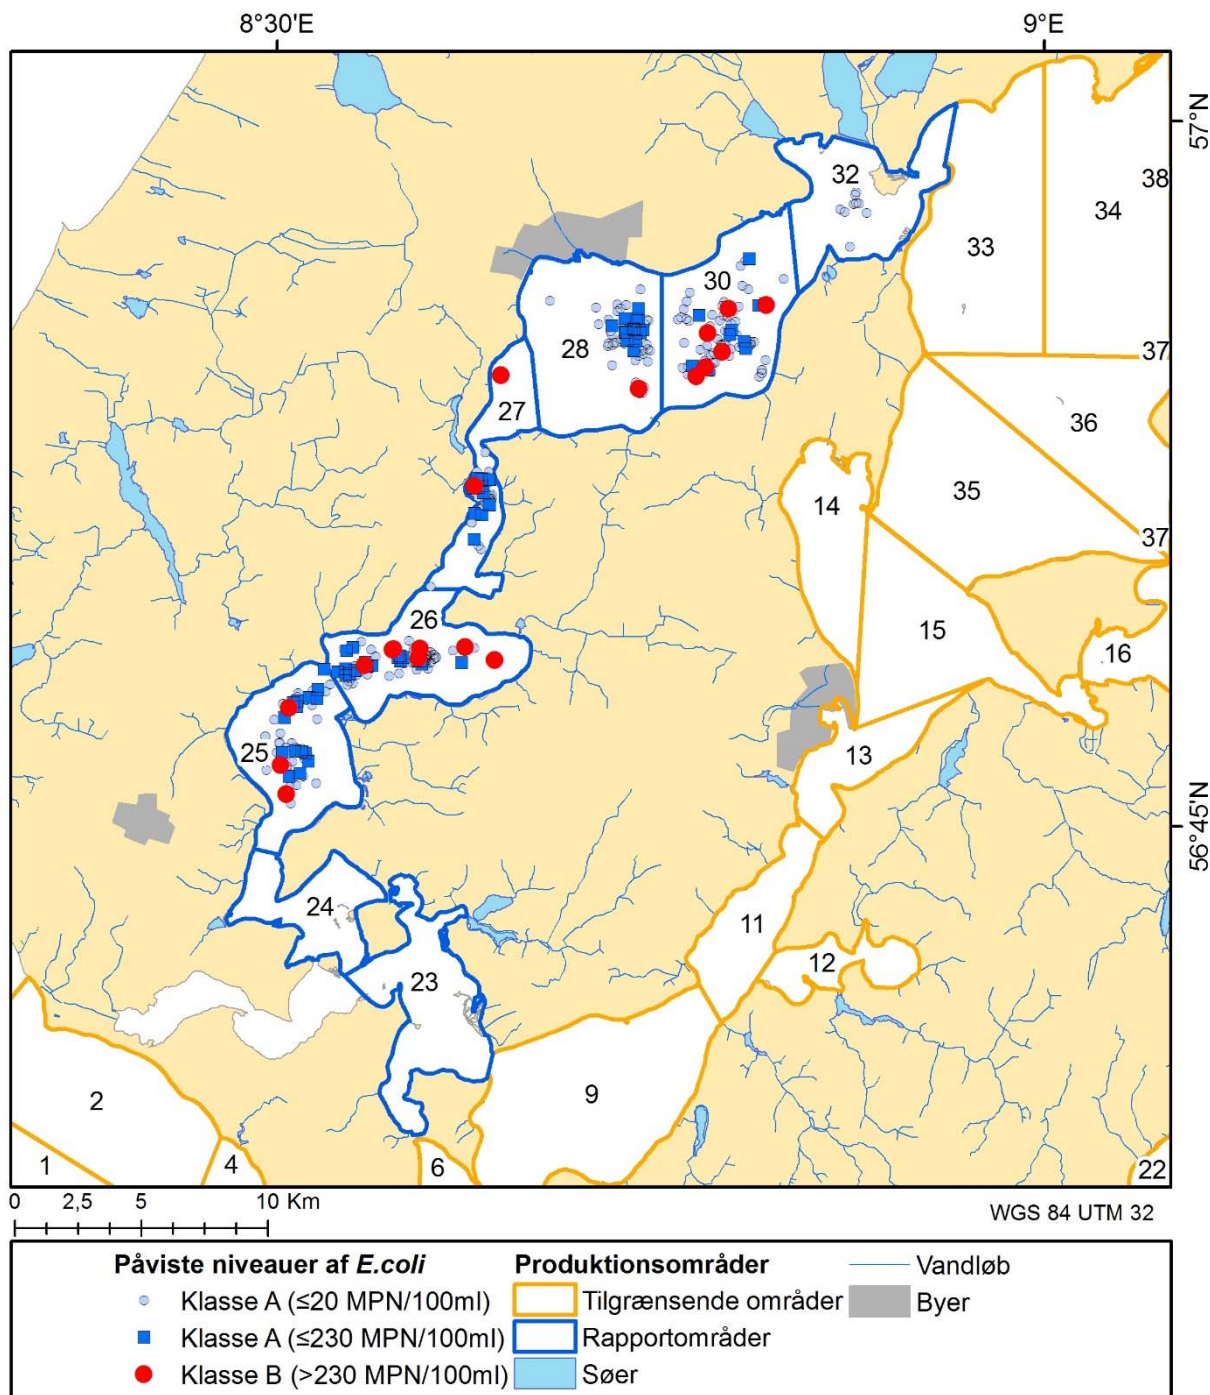 8°30'E
9°E
57°N
32
38
34
33
30
28
37
27
36
14
35
37
26
15
16
25
13
56°45'N
24
11
12
23
2
9
1
4
6
22
0
2,5
5
10 Km
WGS 84 UTM 32
Påviste niveauer af E.coli
Klasse A (≤20 MPN/100ml)
Klasse A (≤230 MPN/100ml)
Klasse B (>230 MPN/100ml)
Produktionsområder
Tilgrænsende områder
Rapportområder
Søer
Vandløb
Byer